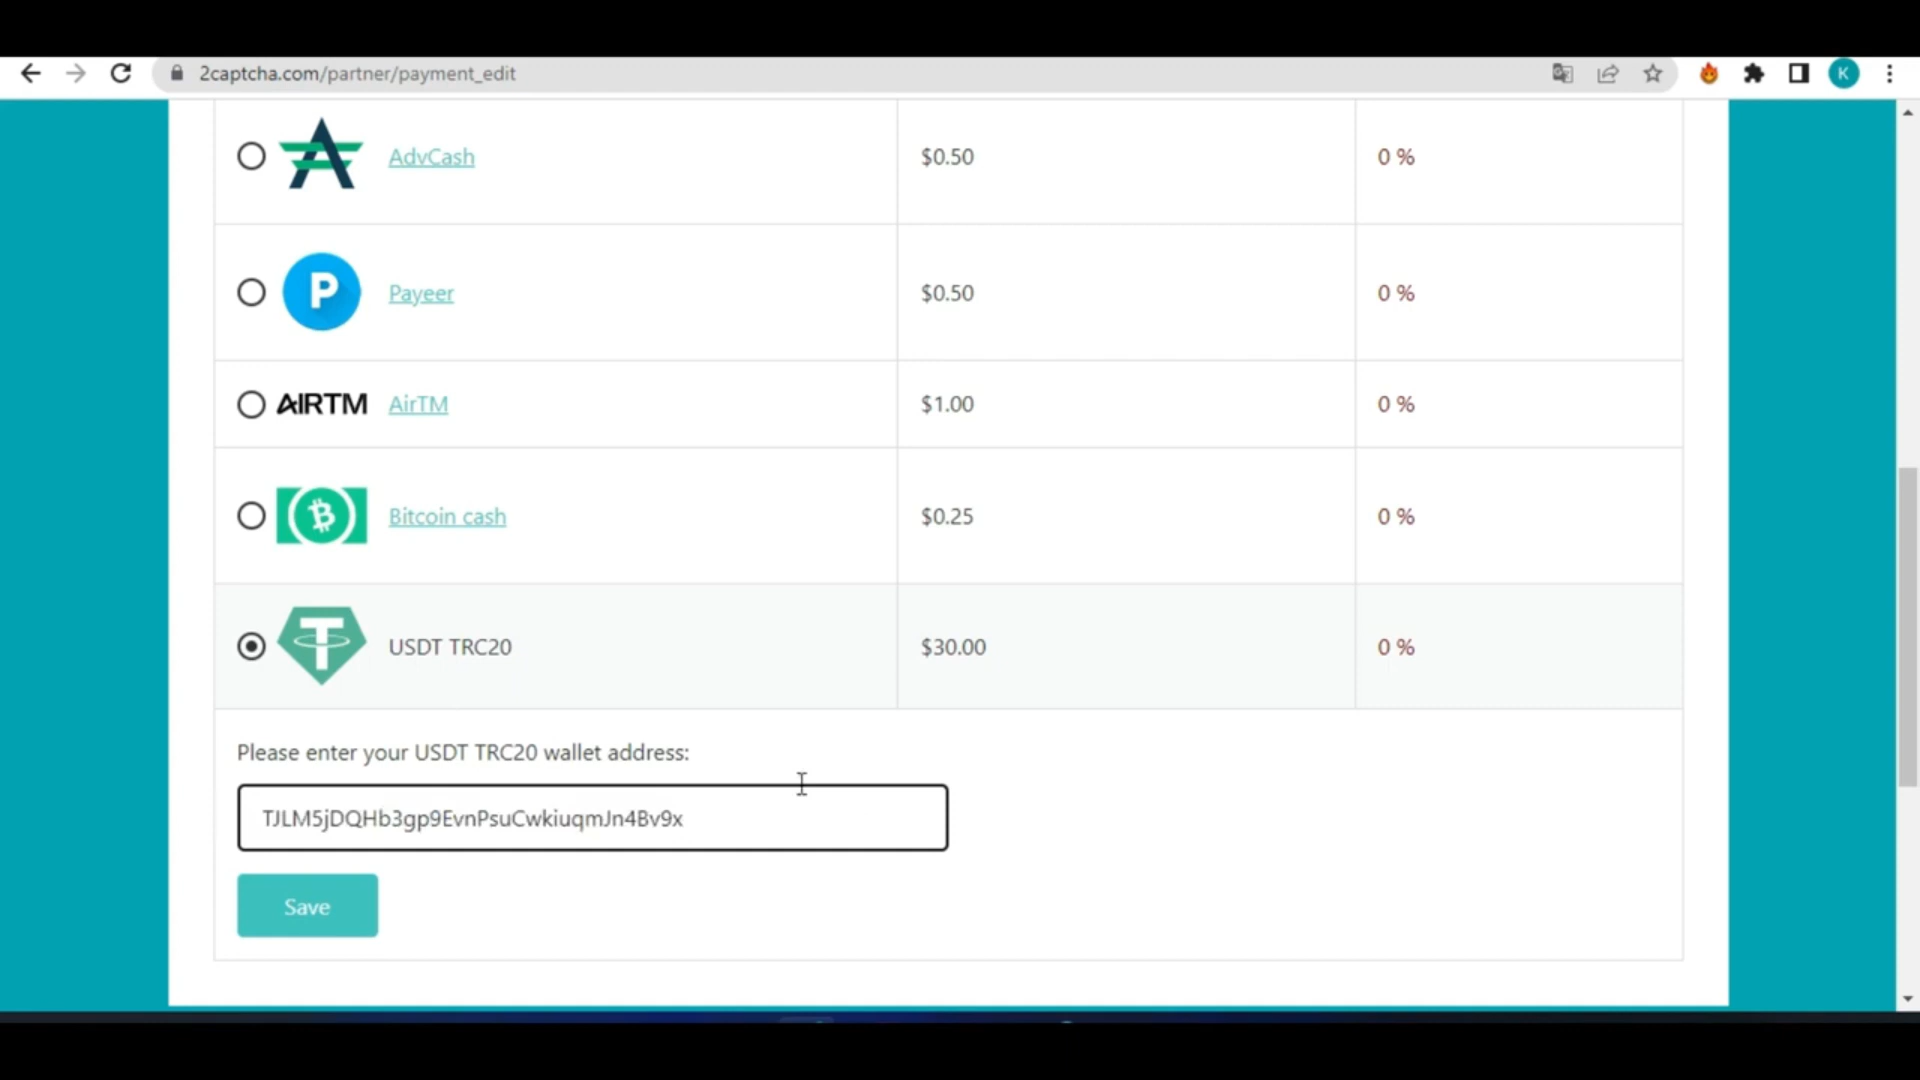 2captcha.com/partner/payment_edit
K
AdvCash $0.50 0 %
P Payeer $0.50 0 %
AIRTM AirTM $1.00 0 %
Bitcoin cash $0.25 0 %
USDT TRC20 $30.00 0 %
Please enter your USDT TRC20 wallet address:
TJLM5jDQHb3gp9EvnPsuCwkiuqmJn4Bv9x
Save